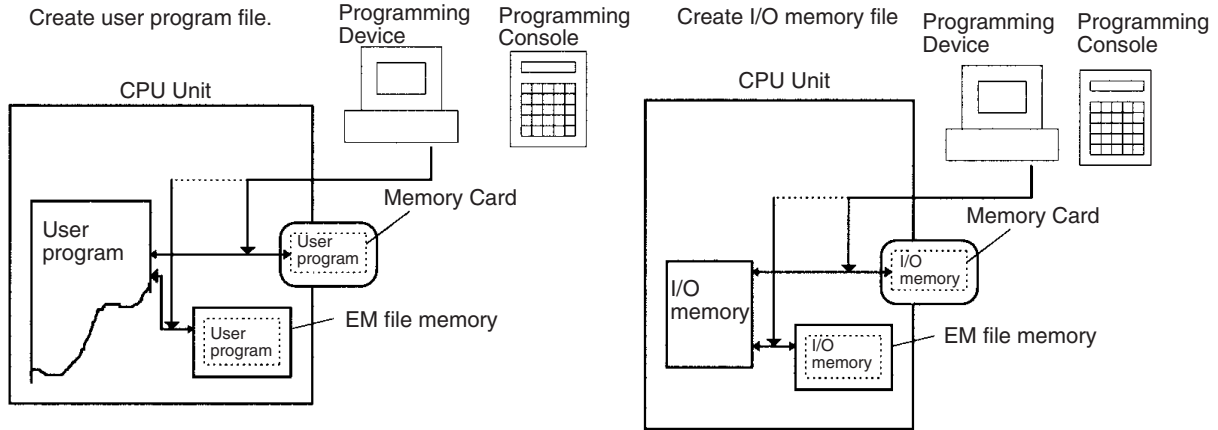 Create user program file.
Programming
Device
Programming
Console
CPU Unit
Memory Card
User
program
User
program
EM file memory
User
program
Create I/O memory file
Programming
Device
Programming
Console
CPU Unit
Memory Card
I/O
memory
I/O
memory
EM file memory
I/O
memory